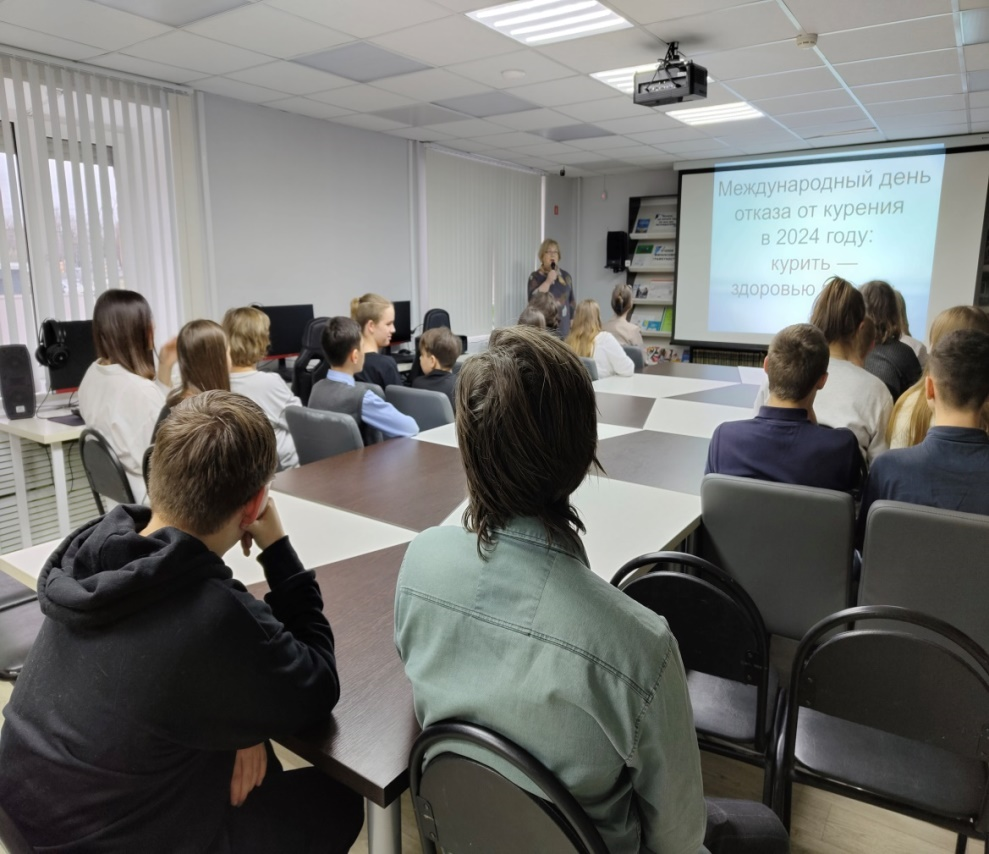 Международный день
отказа от курения
в 2024 году:
курить —
здоровью